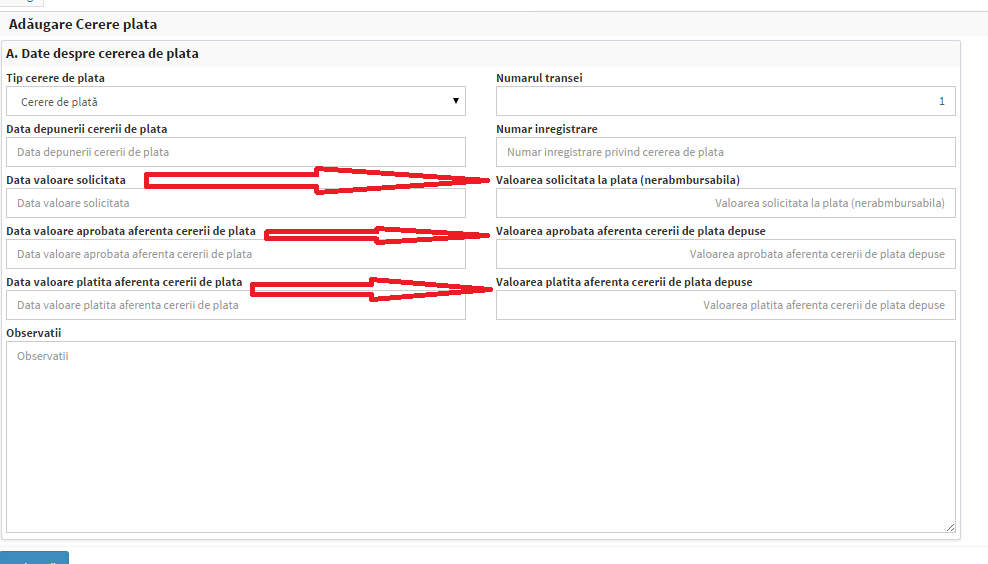 Adăugare Cerere plata
A. Date despre cererea de plata
Tip cerere de plata
Numarul transei
Cerere de plată
1
Data depunerii cererii de plata
Numar inregistrare
Data depunerii cererii de plata
Numar inregistrare privind cererea de plata
Data valoare solicitata
Valoarea solicitata la plata (nerabmbursabila)
Data valoare solicitata
Valoarea solicitata la plata (nerabmbursabila)
Data valoare aprobata aferenta cererii de plata
Valoarea aprobata aferenta cererii de plata depuse
Data valoare aprobata aferenta cererii de plata
Valoarea aprobata aferenta cererii de plata depuse
Data valoare platita aferenta cererii de plata
Valoarea platita aferenta cererii de plata depuse
Data valoare platita aferenta cererii de plata
Valoarea platita aferenta cererii de plata depuse
Observatii
Observatii